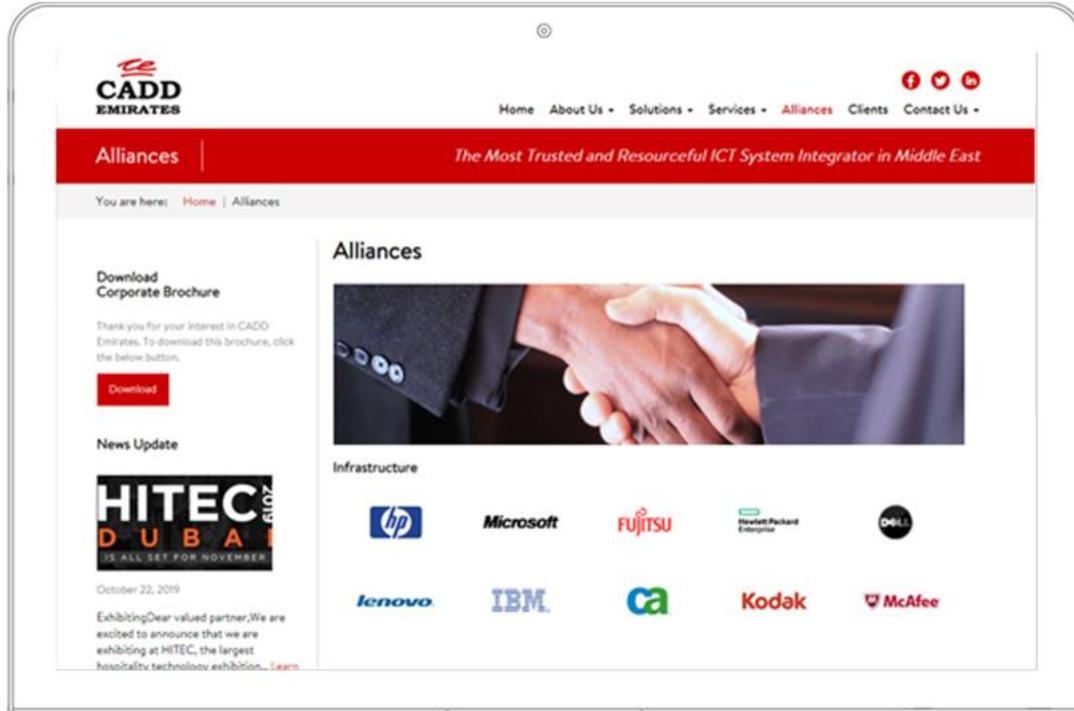 ce
CADD
EMIRATES
Home About Us Solutions Services Alliances Clients Contact Us
Alliances
The Most Trusted and Resourceful ICT System Integrator in Middle East
You are here: Home | Alliances
Download
Corporate Brochure
Thank you for your interest in CADD
Emirates. To download this brochure, click
the below button.
Download
News Update
HITEC 2019
DUBAI
IS ALL SET FOR NOVEMBER
October 22, 2019
ExhibitingDear valued partner,We are
excited to announce that we are
exhibiting at HITEC, the largest
hospitality technology exhibition... Learn
Alliances
Infrastructure
hp Microsoft FUJITSU Hewlett Packard
Enterprise
DELL
lenovo IBM ca Kodak McAfee